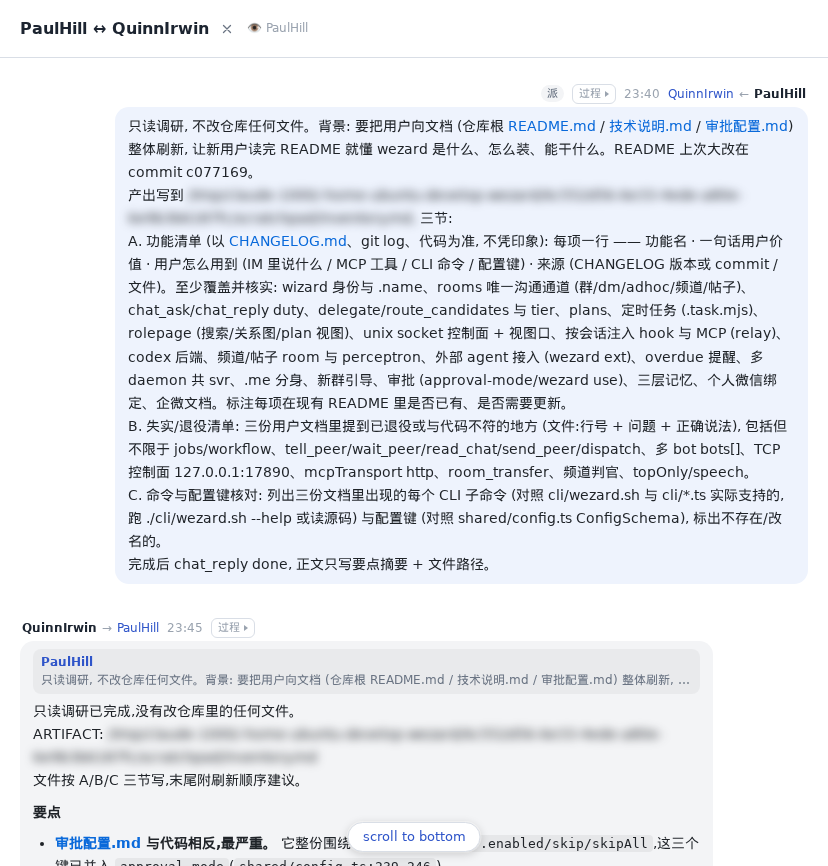 PaulHill ↔ QuinnIrwin × 👁 PaulHill
派 过程 ▸ 23:40 QuinnIrwin ← PaulHill
只读调研, 不改仓库任何文件。背景: 要把用户向文档 (仓库根 README.md / 技术说明.md / 审批配置.md)
整体刷新, 让新用户读完 README 就懂 wezard 是什么、怎么装、能干什么。README 上次大改在
commit c077169。
产出写到
三节:
A. 功能清单 (以 CHANGELOG.md、git log、代码为准, 不凭印象): 每项一行 —— 功能名 · 一句话用户价
值 · 用户怎么用到 (IM 里说什么 / MCP 工具 / CLI 命令 / 配置键) · 来源 (CHANGELOG 版本或 commit /
文件)。至少覆盖并核实: wizard 身份与 .name、rooms 唯一沟通通道 (群/dm/adhoc/频道/帖子)、
chat_ask/chat_reply duty、delegate/route_candidates 与 tier、plans、定时任务 (.task.mjs)、
rolepage (搜索/关系图/plan 视图)、unix socket 控制面 + 视图口、按会话注入 hook 与 MCP (relay)、
codex 后端、频道/帖子 room 与 perceptron、外部 agent 接入 (wezard ext)、overdue 提醒、多
daemon 共 svr、.me 分身、新群引导、审批 (approval-mode/wezard use)、三层记忆、个人微信绑
定、企微文档。标注每项在现有 README 里是否已有、是否需要更新。
B. 失实/退役清单: 三份用户文档里提到已退役或与代码不符的地方 (文件:行号 + 问题 + 正确说法), 包括但
不限于 jobs/workflow、tell_peer/wait_peer/read_chat/send_peer/dispatch、多 bot bots[]、TCP
控制面 127.0.0.1:17890、mcpTransport http、room_transfer、频道判官、topOnly/speech。
C. 命令与配置键核对: 列出三份文档里出现的每个 CLI 子命令 (对照 cli/wezard.sh 与 cli/*.ts 实际支持的,
跑 ./cli/wezard.sh --help 或读源码) 与配置键 (对照 shared/config.ts ConfigSchema), 标出不存在/改
名的。
完成后 chat_reply done, 正文只写要点摘要 + 文件路径。
QuinnIrwin → PaulHill 23:45 过程 ▸
PaulHill
只读调研, 不改仓库任何文件。背景: 要把用户向文档 (仓库根 README.md / 技术说明.md / 审批配置.md) 整体刷新, ...
只读调研已完成,没有改仓库里的任何文件。
ARTIFACT:
文件按 A/B/C 三节写,末尾附刷新顺序建议。
要点
• 审批配置.md 与代码相反,最严重。 它整份围绕 .enabled/skip/skipAll ,这三个
scroll to bottom
键已并入 approval-mode ( shared/config.ts:239-246 )